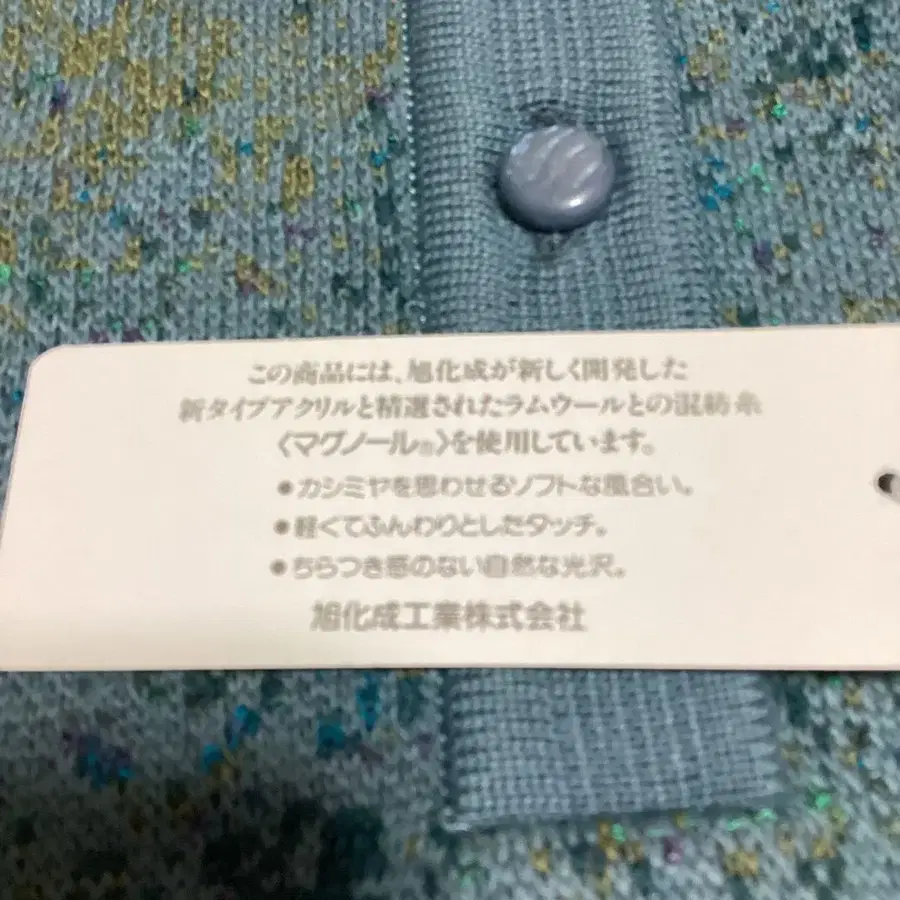 この商品には、旭化成が新しく開発した
新タイプアクリルと精選されたラムウールとの混紡糸
〈マグノール®〉を使用しています。
●カシミヤを思わせるソフトな風合い。
●軽くてふんわりとしたタッチ。
●ちらつき感のない自然な光沢。
旭化成工業株式会社